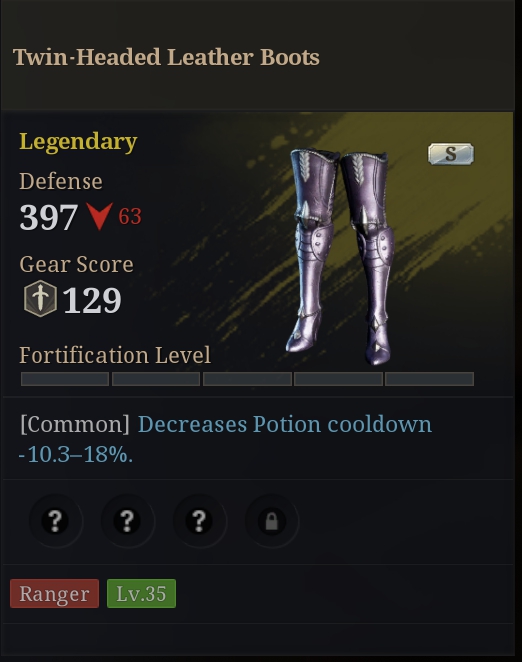 Twin-Headed Leather Boots
Legendary
S
Defense
397 63
Gear Score
129
Fortification Level
[Common] Decreases Potion cooldown
-10.3–18%.
? ? ?
Ranger Lv.35